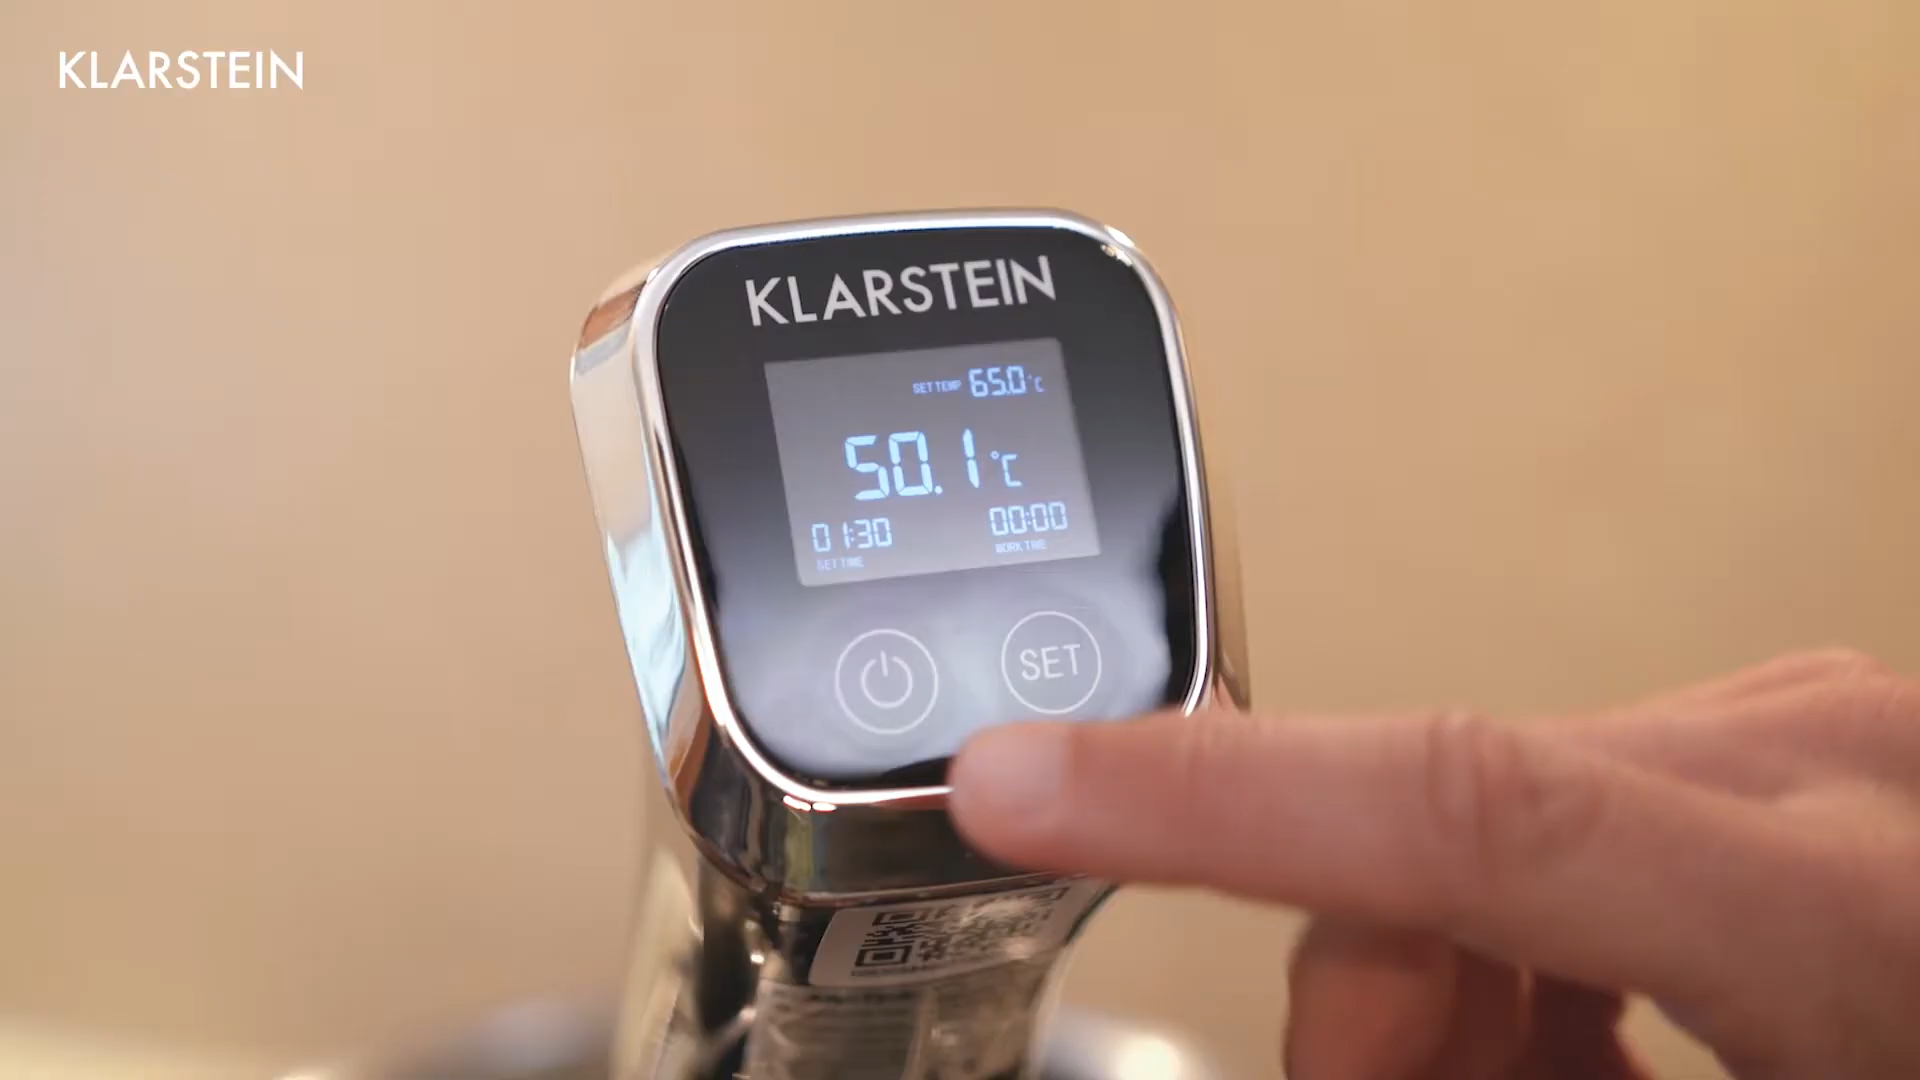 KLARSTEIN
KLARSTEIN
SET TEMP 65.0°C
50.1°C
01:30 00:00
SET TIME WORK TIME
SET